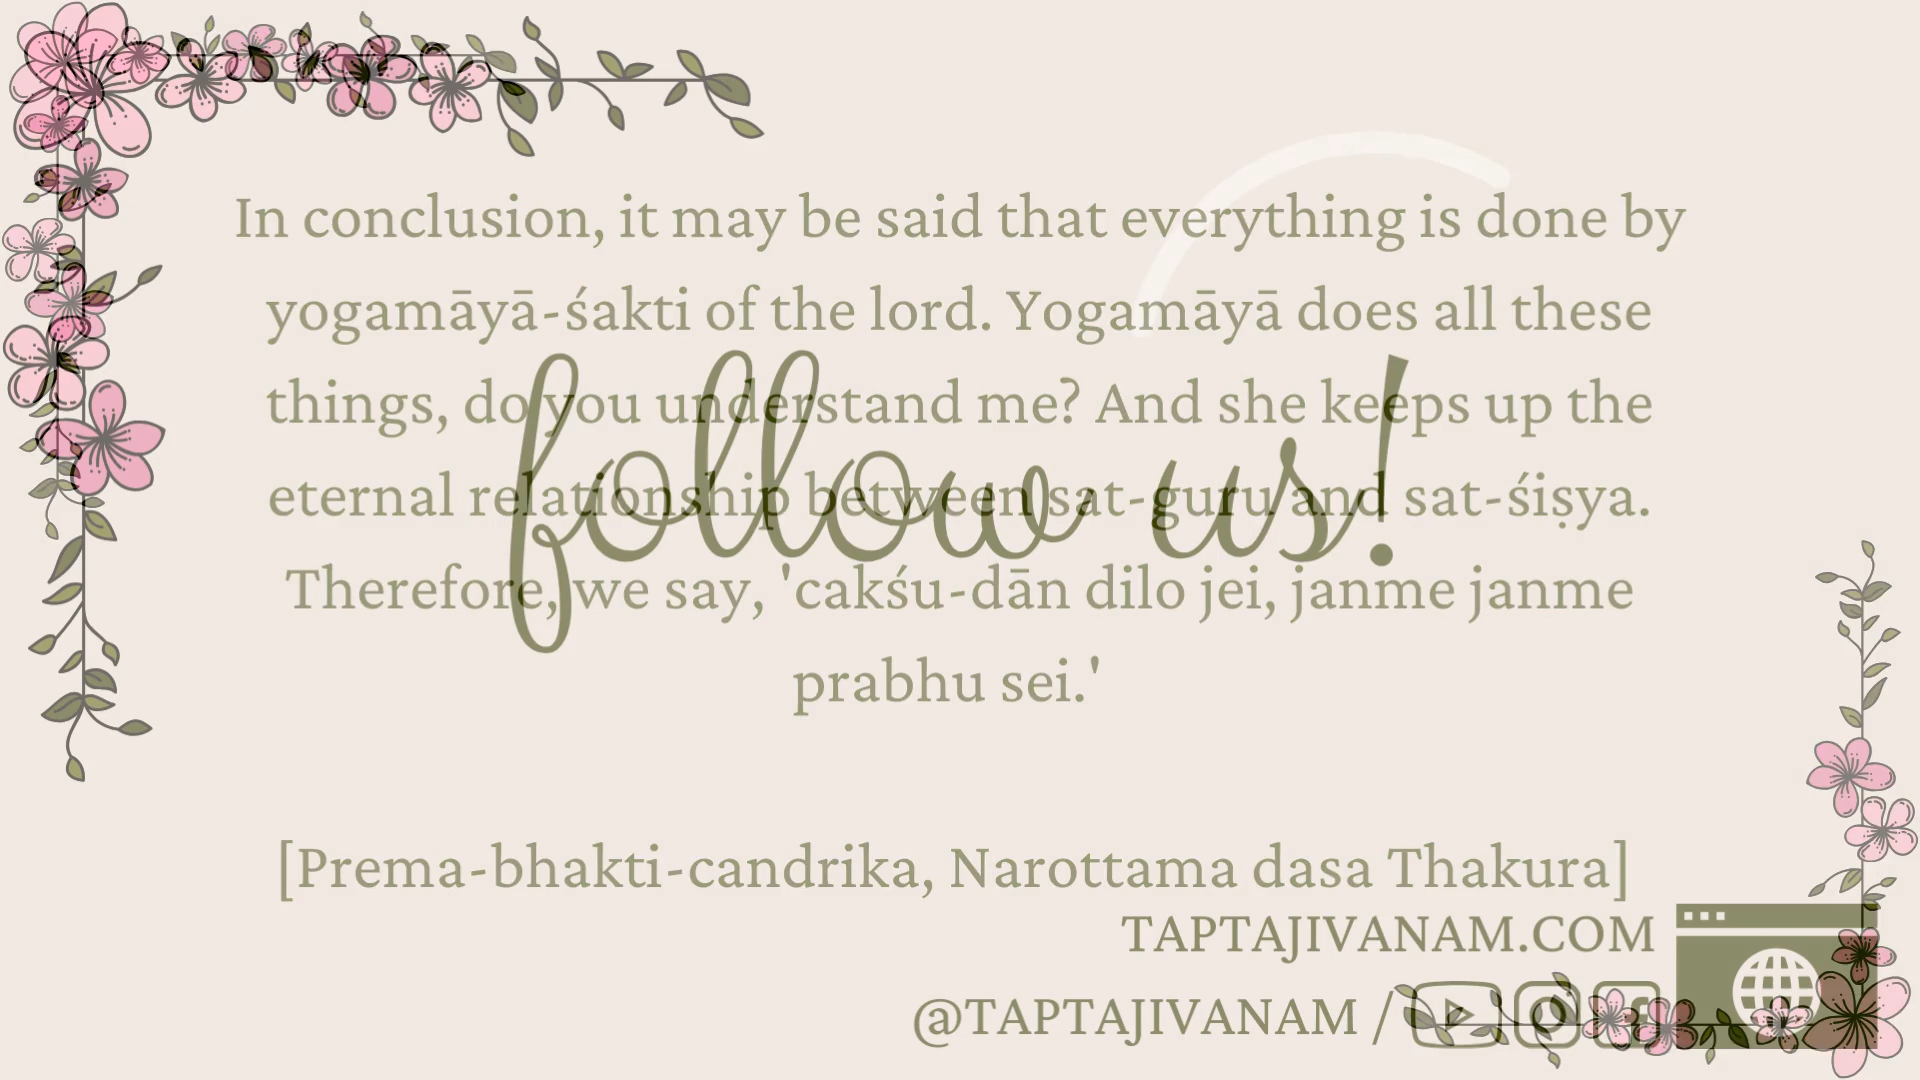 In conclusion, it may be said that everything is done by
yogamāyā-śakti of the lord. Yogamāyā does all these
things, do you understand me? And she keeps up the
eternal relationship between sat-guru and sat-śiṣya.
Therefore, we say, 'cakśu-dān dilo jei, janme janme
prabhu sei.'
follow us!
[Prema-bhakti-candrika, Narottama dasa Thakura]
TAPTAJIVANAM.COM
@TAPTAJIVANAM /